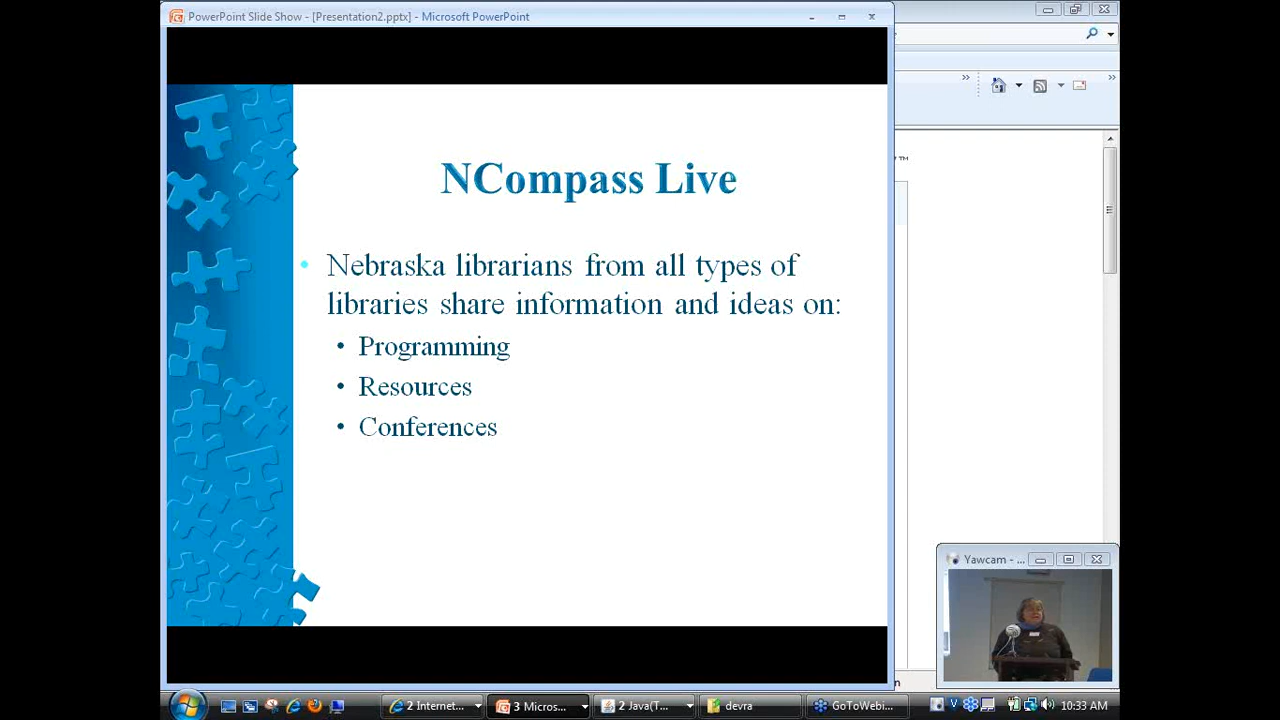 PowerPoint Slide Show - [Presentation2.pptx] - Microsoft PowerPoint
NCompass Live
• Nebraska librarians from all types of
libraries share information and ideas on:
• Programming
• Resources
• Conferences
Yawcam - ...
2 Internet...
3 Micros...
2 Java(T...
devra
GoToWebi...
10:33 AM